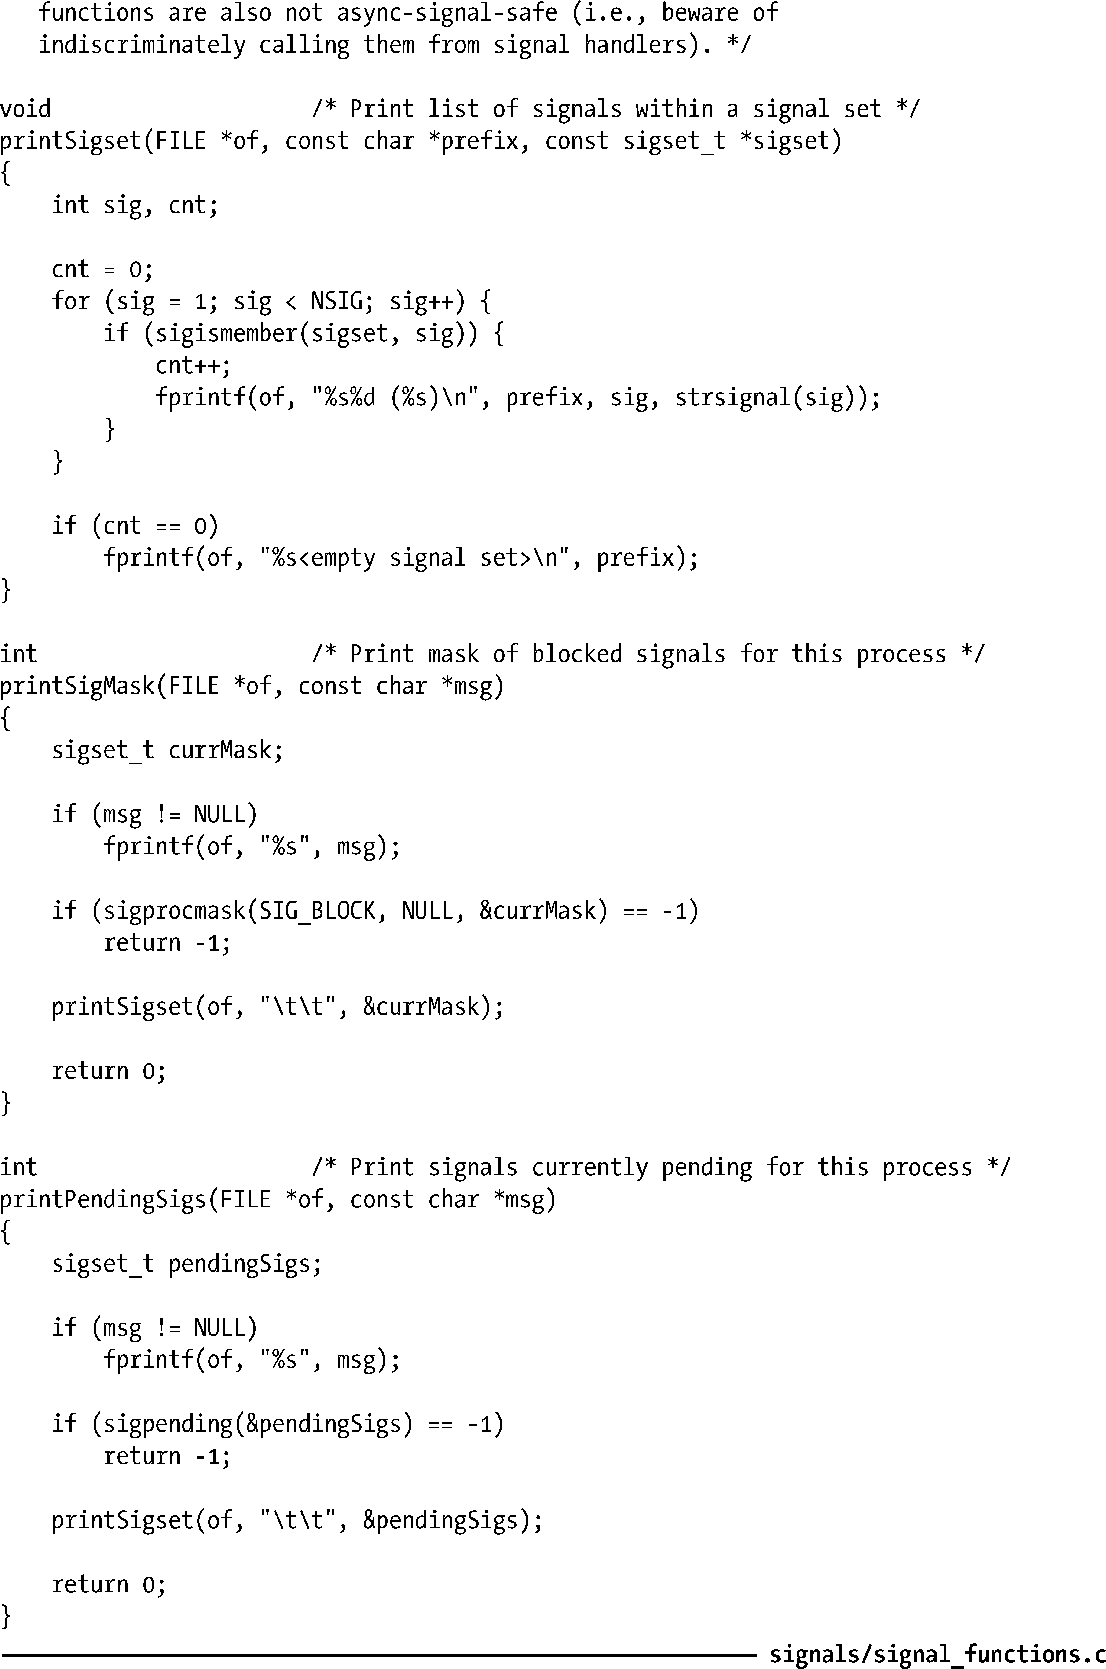 functions are also not async-signal-safe (i.e., beware of
indiscriminately calling them from signal handlers). */
void /* Print list of signals within a signal set */
printSigset(FILE *of, const char *prefix, const sigset_t *sigset)
{
int sig, cnt;
cnt = 0;
for (sig = 1; sig < NSIG; sig++) {
if (sigismember(sigset, sig)) {
cnt++;
fprintf(of, "%s%d (%s)\n", prefix, sig, strsignal(sig));
}
}
if (cnt == 0)
fprintf(of, "%s<empty signal set>\n", prefix);
}
int /* Print mask of blocked signals for this process */
printSigMask(FILE *of, const char *msg)
{
sigset_t currMask;
if (msg != NULL)
fprintf(of, "%s", msg);
if (sigprocmask(SIG_BLOCK, NULL, &currMask) == -1)
return -1;
printSigset(of, "\t\t", &currMask);
return 0;
}
int /* Print signals currently pending for this process */
printPendingSigs(FILE *of, const char *msg)
{
sigset_t pendingSigs;
if (msg != NULL)
fprintf(of, "%s", msg);
if (sigpending(&pendingSigs) == -1)
return -1;
printSigset(of, "\t\t", &pendingSigs);
return 0;
}
signals/signal_functions.c